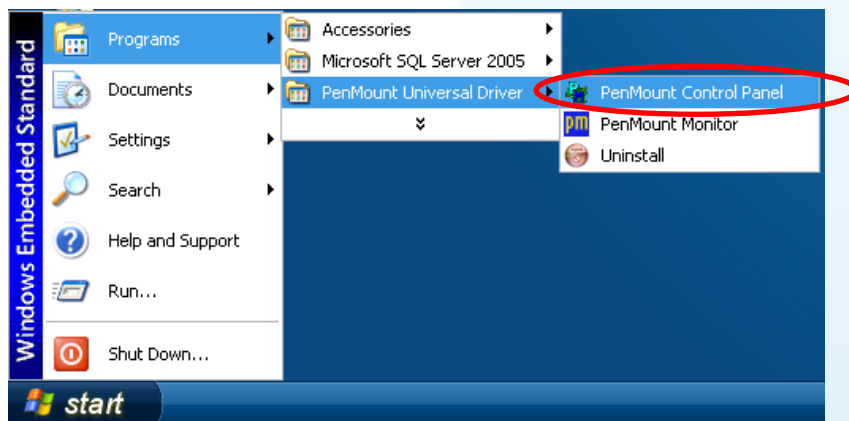 Windows Embedded Standard
Programs
Documents
Settings
Search
Help and Support
Run...
Shut Down...
Accessories
Microsoft SQL Server 2005
PenMount Universal Driver
PenMount Control Panel
pm PenMount Monitor
Uninstall
start